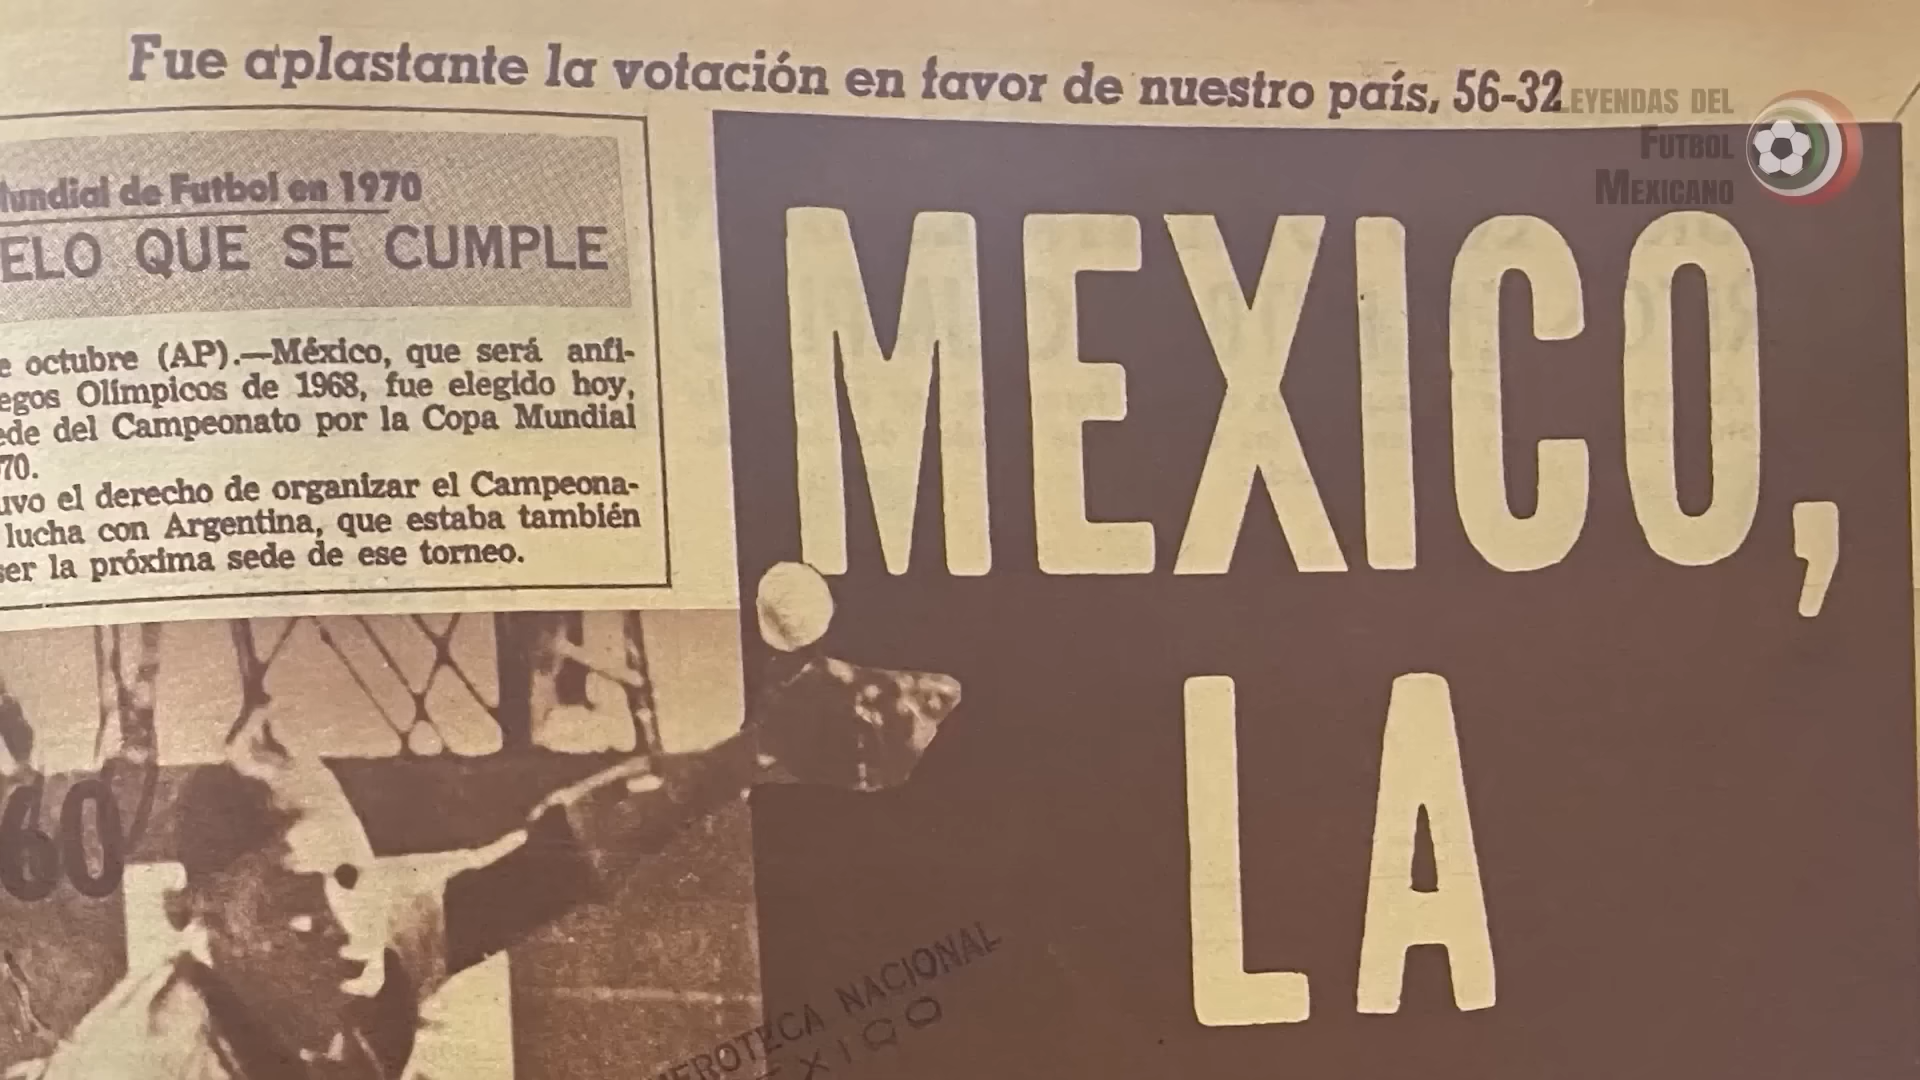 Fue aplastante la votación en favor de nuestro país, 56-32
LEYENDAS DEL
FUTBOL
MEXICANO
Mundial de Futbol en 1970
ELO QUE SE CUMPLE
e octubre (AP).—México, que será anfi-
egos Olímpicos de 1968, fue elegido hoy,
ede del Campeonato por la Copa Mundial
70.
uvo el derecho de organizar el Campeona-
lucha con Argentina, que estaba también
ser la próxima sede de ese torneo.
MEXICO,
LA
60
HEMEROTECA NACIONAL
MEXICO